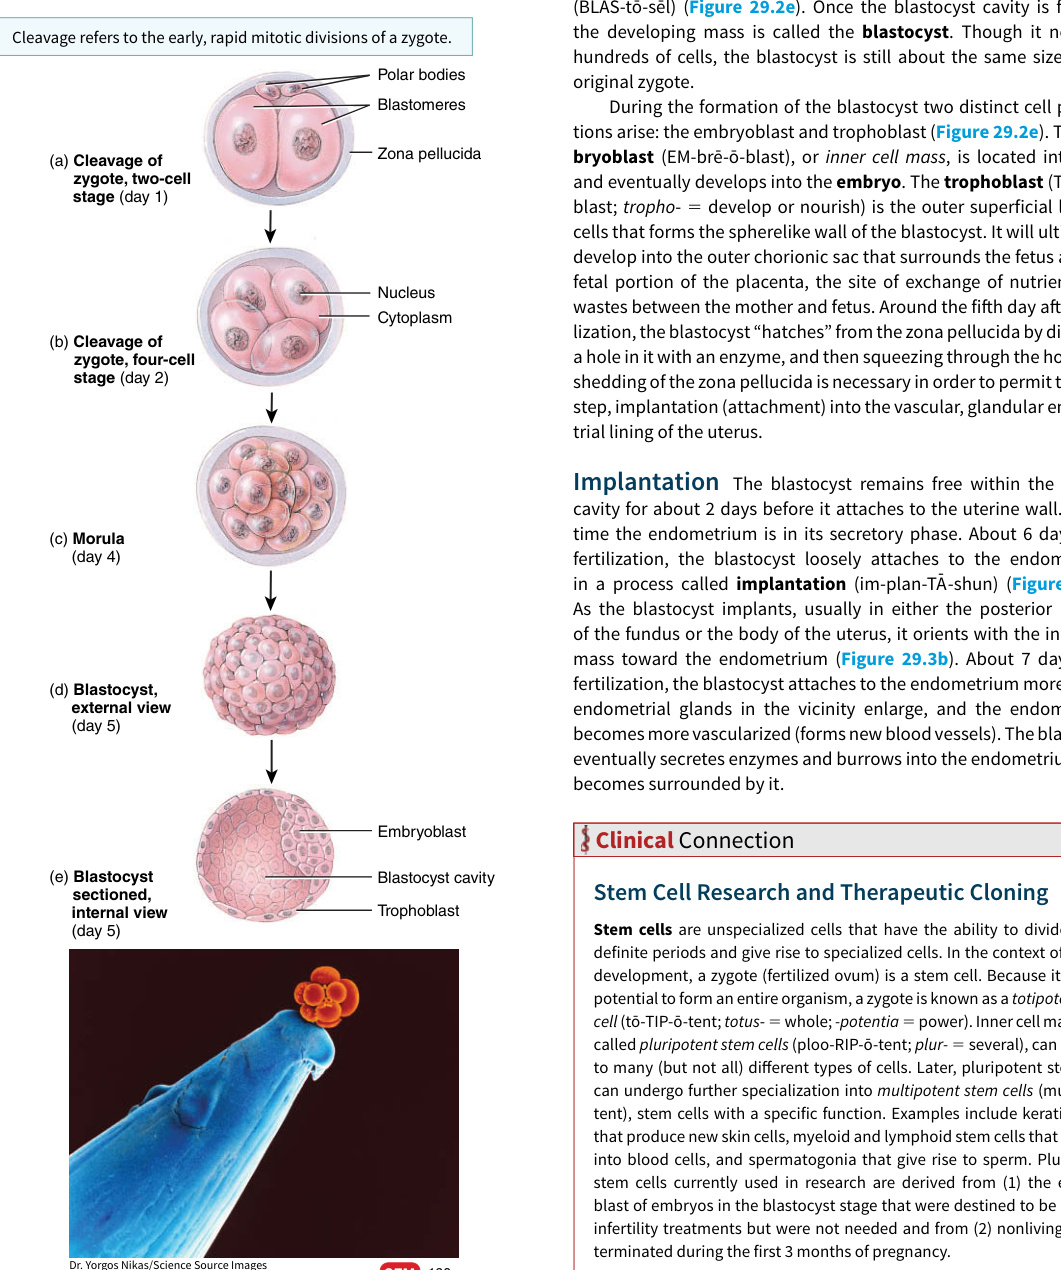 Cleavage refers to the early, rapid mitotic divisions of a zygote.
Polar bodies
Blastomeres
Zona pellucida
(a) Cleavage of
zygote, two-cell
stage (day 1)
Nucleus
Cytoplasm
(b) Cleavage of
zygote, four-cell
stage (day 2)
(c) Morula
(day 4)
(d) Blastocyst,
external view
(day 5)
Embryoblast
Blastocyst cavity
Trophoblast
(e) Blastocyst
sectioned,
internal view
(day 5)
Dr. Yorgos Nikas/Science Source Images
(BLAS-tō-sēl) (Figure 29.2e). Once the blastocyst cavity is f
the developing mass is called the blastocyst. Though it n
hundreds of cells, the blastocyst is still about the same size
original zygote.
During the formation of the blastocyst two distinct cell p
tions arise: the embryoblast and trophoblast (Figure 29.2e). T
bryoblast (EM-brē-ō-blast), or inner cell mass, is located int
and eventually develops into the embryo. The trophoblast (T
blast; tropho- = develop or nourish) is the outer superficial l
cells that forms the spherelike wall of the blastocyst. It will ult
develop into the outer chorionic sac that surrounds the fetus a
fetal portion of the placenta, the site of exchange of nutrien
wastes between the mother and fetus. Around the fifth day aft
lization, the blastocyst “hatches” from the zona pellucida by di
a hole in it with an enzyme, and then squeezing through the ho
shedding of the zona pellucida is necessary in order to permit t
step, implantation (attachment) into the vascular, glandular en
trial lining of the uterus.
Implantation The blastocyst remains free within the
cavity for about 2 days before it attaches to the uterine wall.
time the endometrium is in its secretory phase. About 6 day
fertilization, the blastocyst loosely attaches to the endom
in a process called implantation (im-plan-TĀ-shun) (Figure
As the blastocyst implants, usually in either the posterior
of the fundus or the body of the uterus, it orients with the in
mass toward the endometrium (Figure 29.3b). About 7 day
fertilization, the blastocyst attaches to the endometrium more
endometrial glands in the vicinity enlarge, and the endom
becomes more vascularized (forms new blood vessels). The bla
eventually secretes enzymes and burrows into the endometriu
becomes surrounded by it.
Clinical Connection
Stem Cell Research and Therapeutic Cloning
Stem cells are unspecialized cells that have the ability to divid
definite periods and give rise to specialized cells. In the context of
development, a zygote (fertilized ovum) is a stem cell. Because it
potential to form an entire organism, a zygote is known as a totipote
cell (tō-TIP-ō-tent; totus- = whole; -potentia = power). Inner cell ma
called pluripotent stem cells (ploo-RIP-ō-tent; plur- = several), can
to many (but not all) different types of cells. Later, pluripotent ste
can undergo further specialization into multipotent stem cells (mu
tent), stem cells with a specific function. Examples include kerati
that produce new skin cells, myeloid and lymphoid stem cells that
into blood cells, and spermatogonia that give rise to sperm. Plu
stem cells currently used in research are derived from (1) the e
blast of embryos in the blastocyst stage that were destined to be
infertility treatments but were not needed and from (2) nonliving
terminated during the first 3 months of pregnancy.